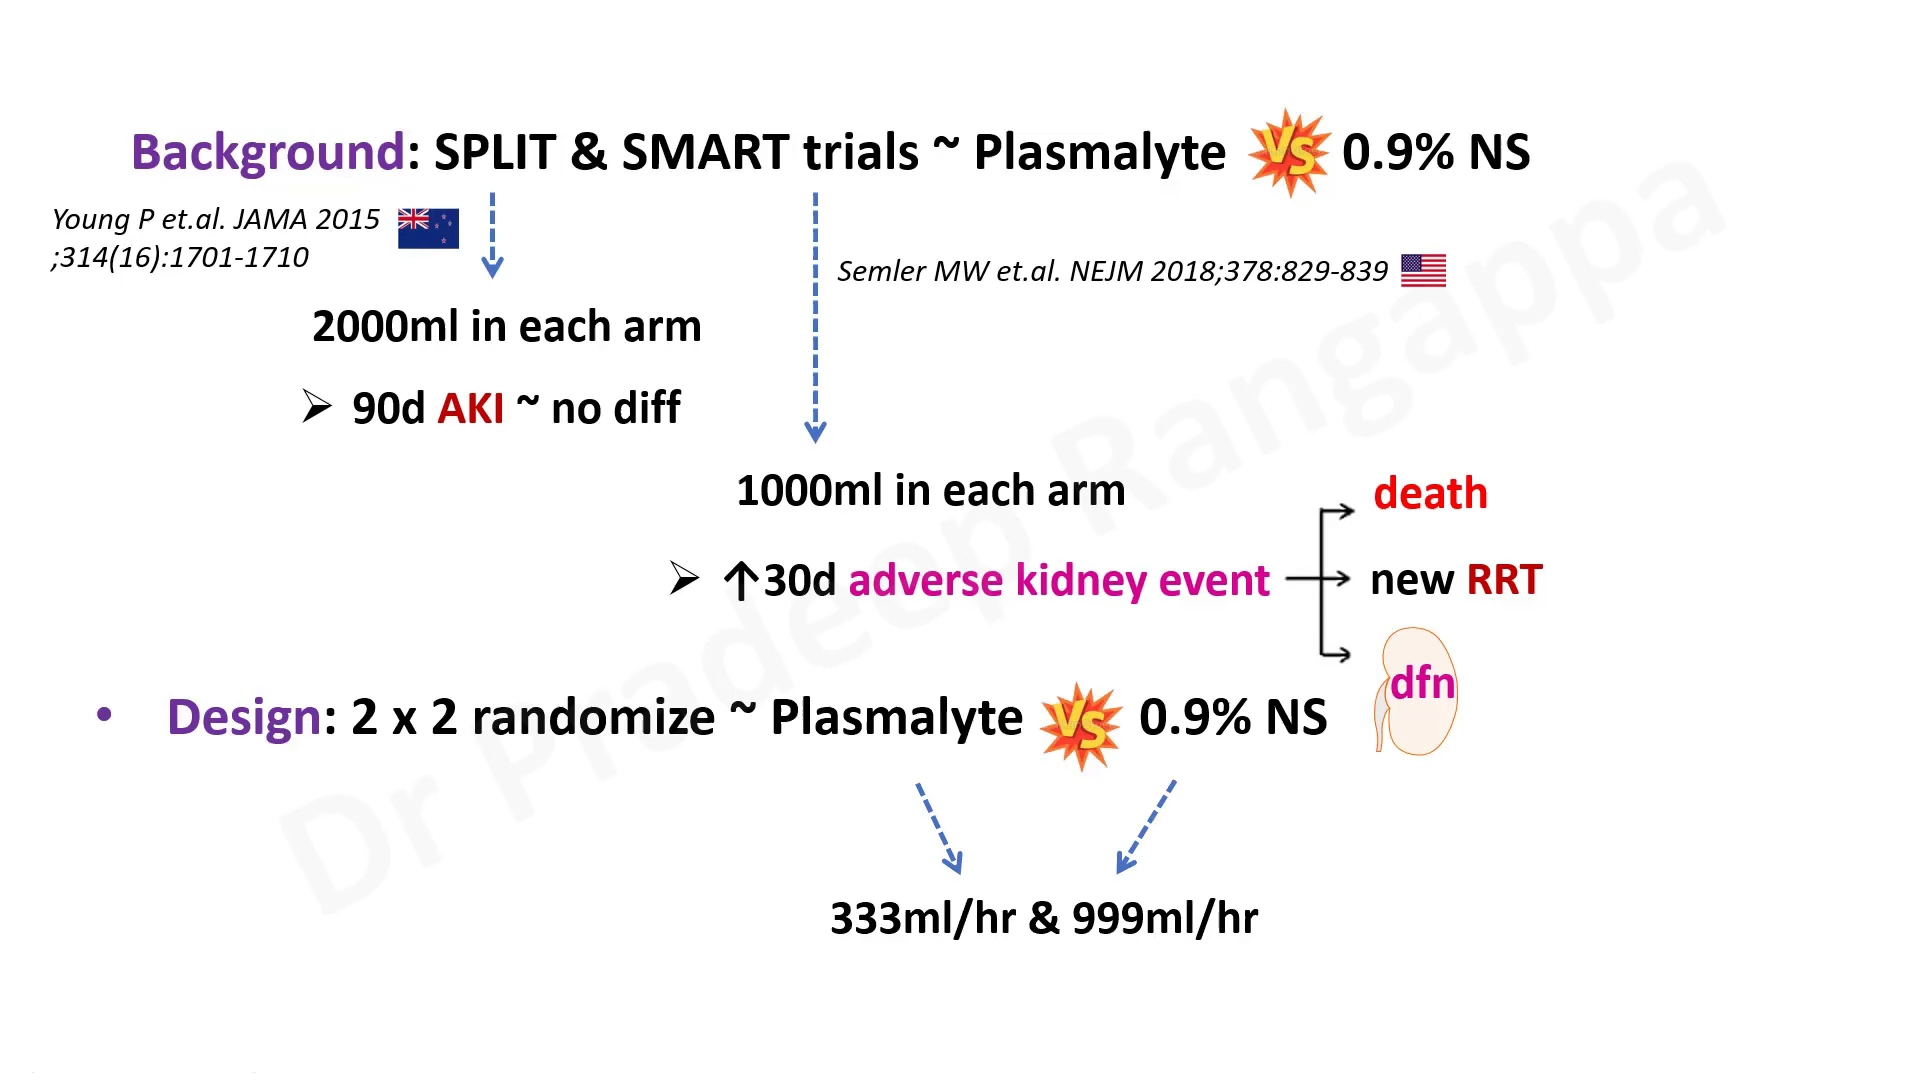 Background: SPLIT & SMART trials ~ Plasmalyte VS 0.9% NS
Young P et.al. JAMA 2015
;314(16):1701-1710
Semler MW et.al. NEJM 2018;378:829-839
2000ml in each arm
➢ 90d AKI ~ no diff
1000ml in each arm
➢ ↑30d adverse kidney event
death
new RRT
dfn
• Design: 2 x 2 randomize ~ Plasmalyte VS 0.9% NS
333ml/hr & 999ml/hr
Dr Pradeep Rangappa